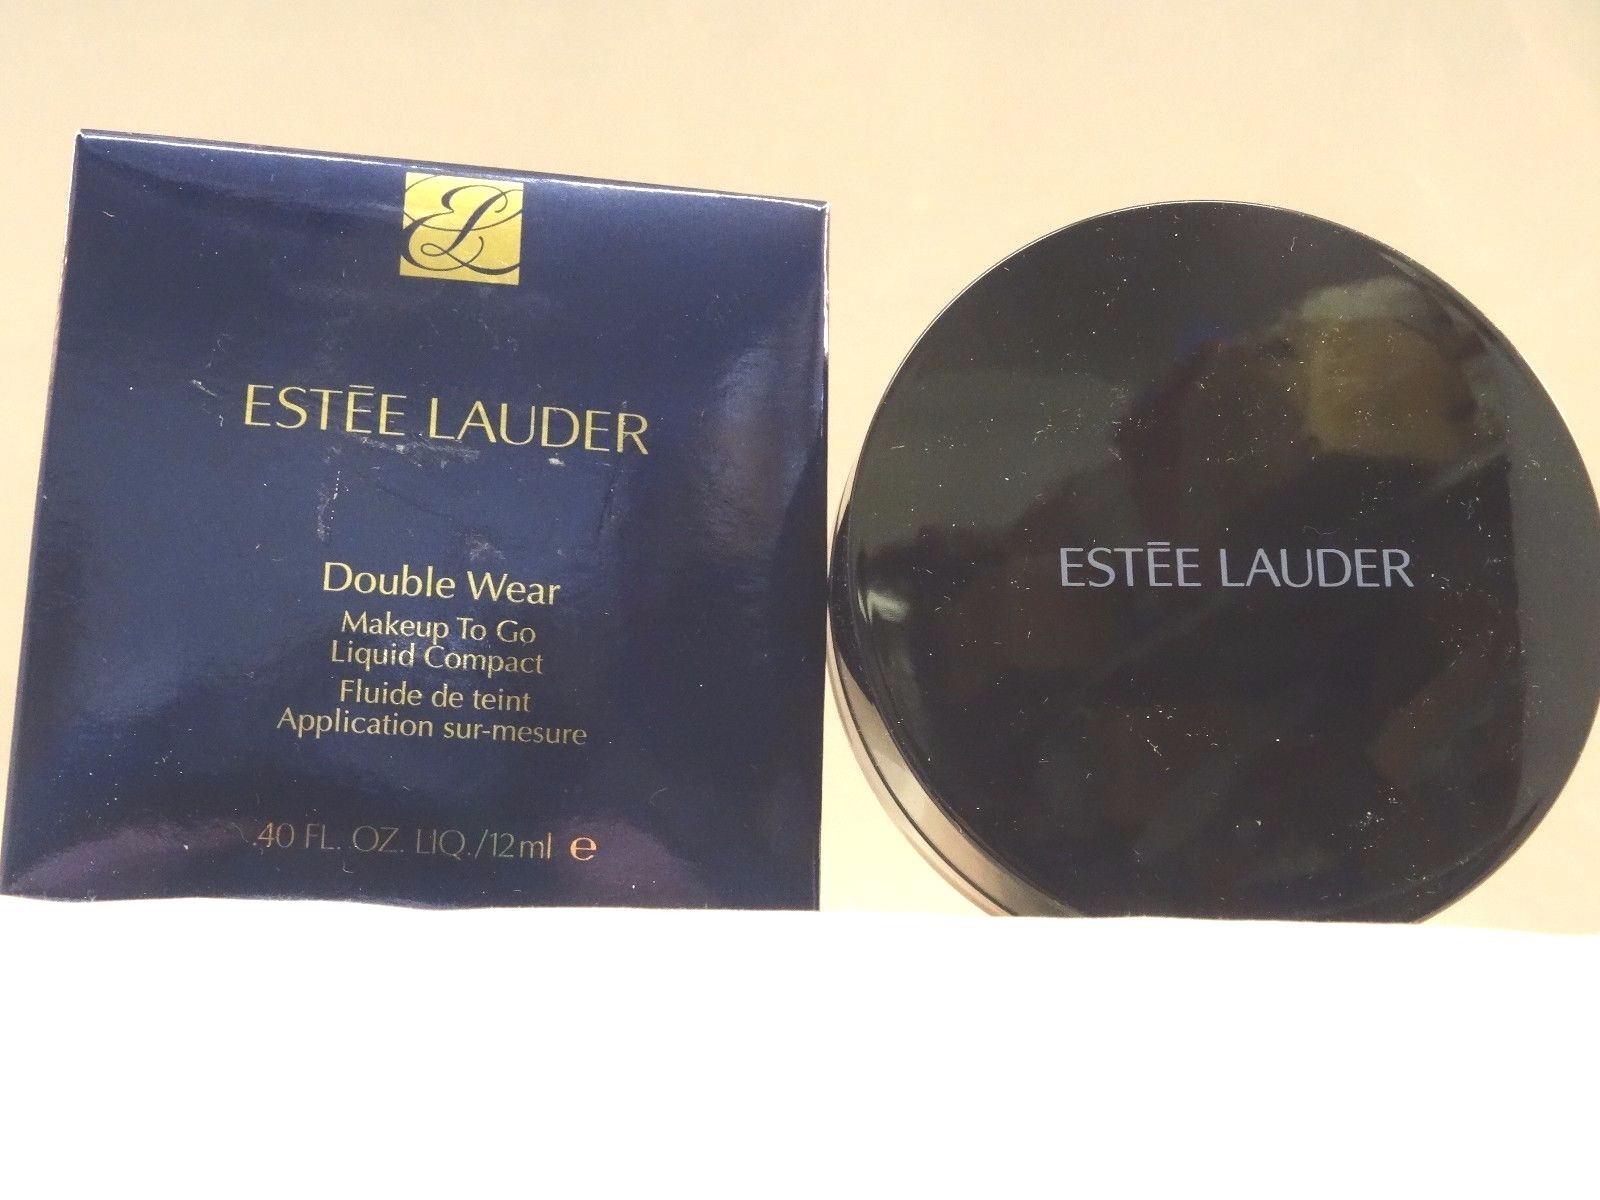 EL
ESTĒE LAUDER
Double Wear
Makeup To Go
Liquid Compact
Fluide de teint
Application sur-mesure
.40 FL. OZ. LIQ./12ml e
ESTĒE LAUDER